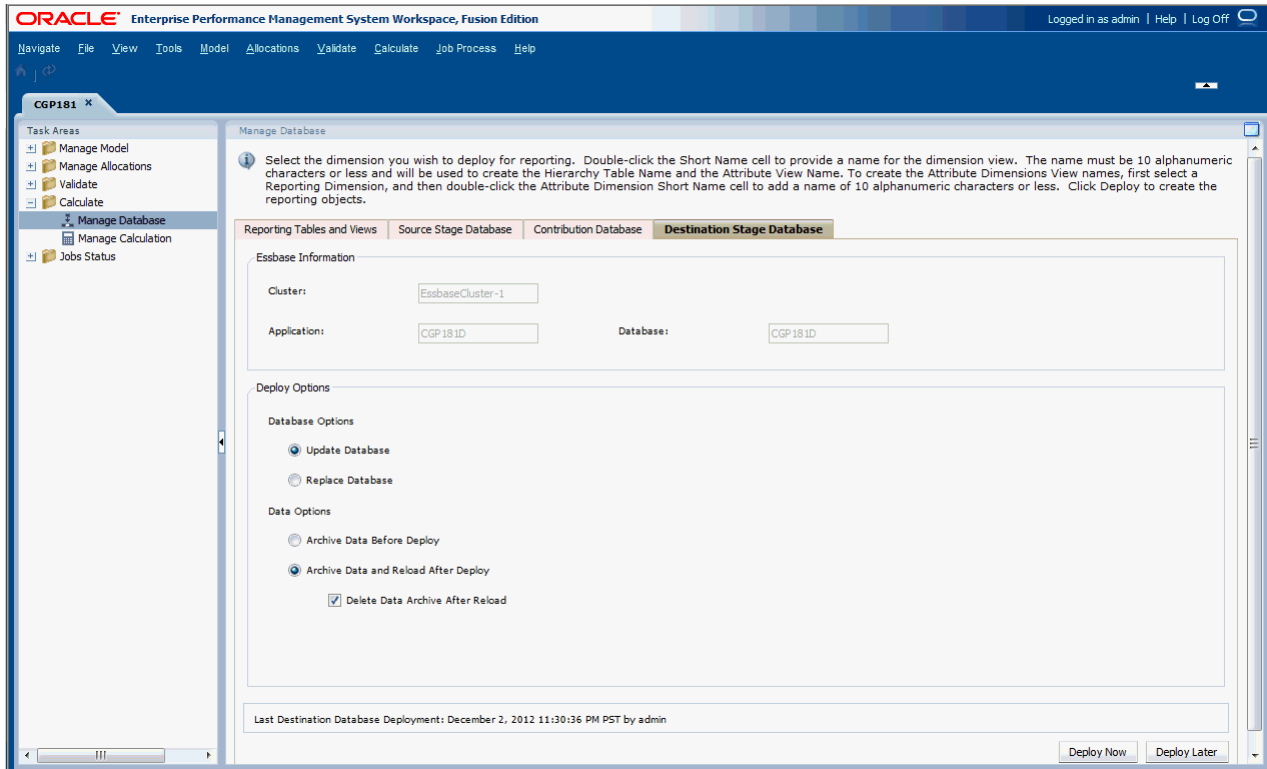 ORACLE® Enterprise Performance Management System Workspace, Fusion Edition
Logged in as admin | Help | Log Off
Navigate File View Tools Model Allocations Validate Calculate Job Process Help
CGP181 ×
Task Areas
Manage Model
Manage Allocations
Validate
Calculate
Manage Database
Manage Calculation
Jobs Status
Manage Database
Select the dimension you wish to deploy for reporting. Double-click the Short Name cell to provide a name for the dimension view. The name must be 10 alphanumeric
characters or less and will be used to create the Hierarchy Table Name and the Attribute View Name. To create the Attribute Dimensions View names, first select a
Reporting Dimension, and then double-click the Attribute Dimension Short Name cell to add a name of 10 alphanumeric characters or less. Click Deploy to create the
reporting objects.
Reporting Tables and Views
Source Stage Database
Contribution Database
Destination Stage Database
Essbase Information
Cluster: EssbaseCluster-1
Application: CGP181D Database: CGP181D
Deploy Options
Database Options
Update Database
Replace Database
Data Options
Archive Data Before Deploy
Archive Data and Reload After Deploy
Delete Data Archive After Reload
Last Destination Database Deployment: December 2, 2012 11:30:36 PM PST by admin
Deploy Now
Deploy Later